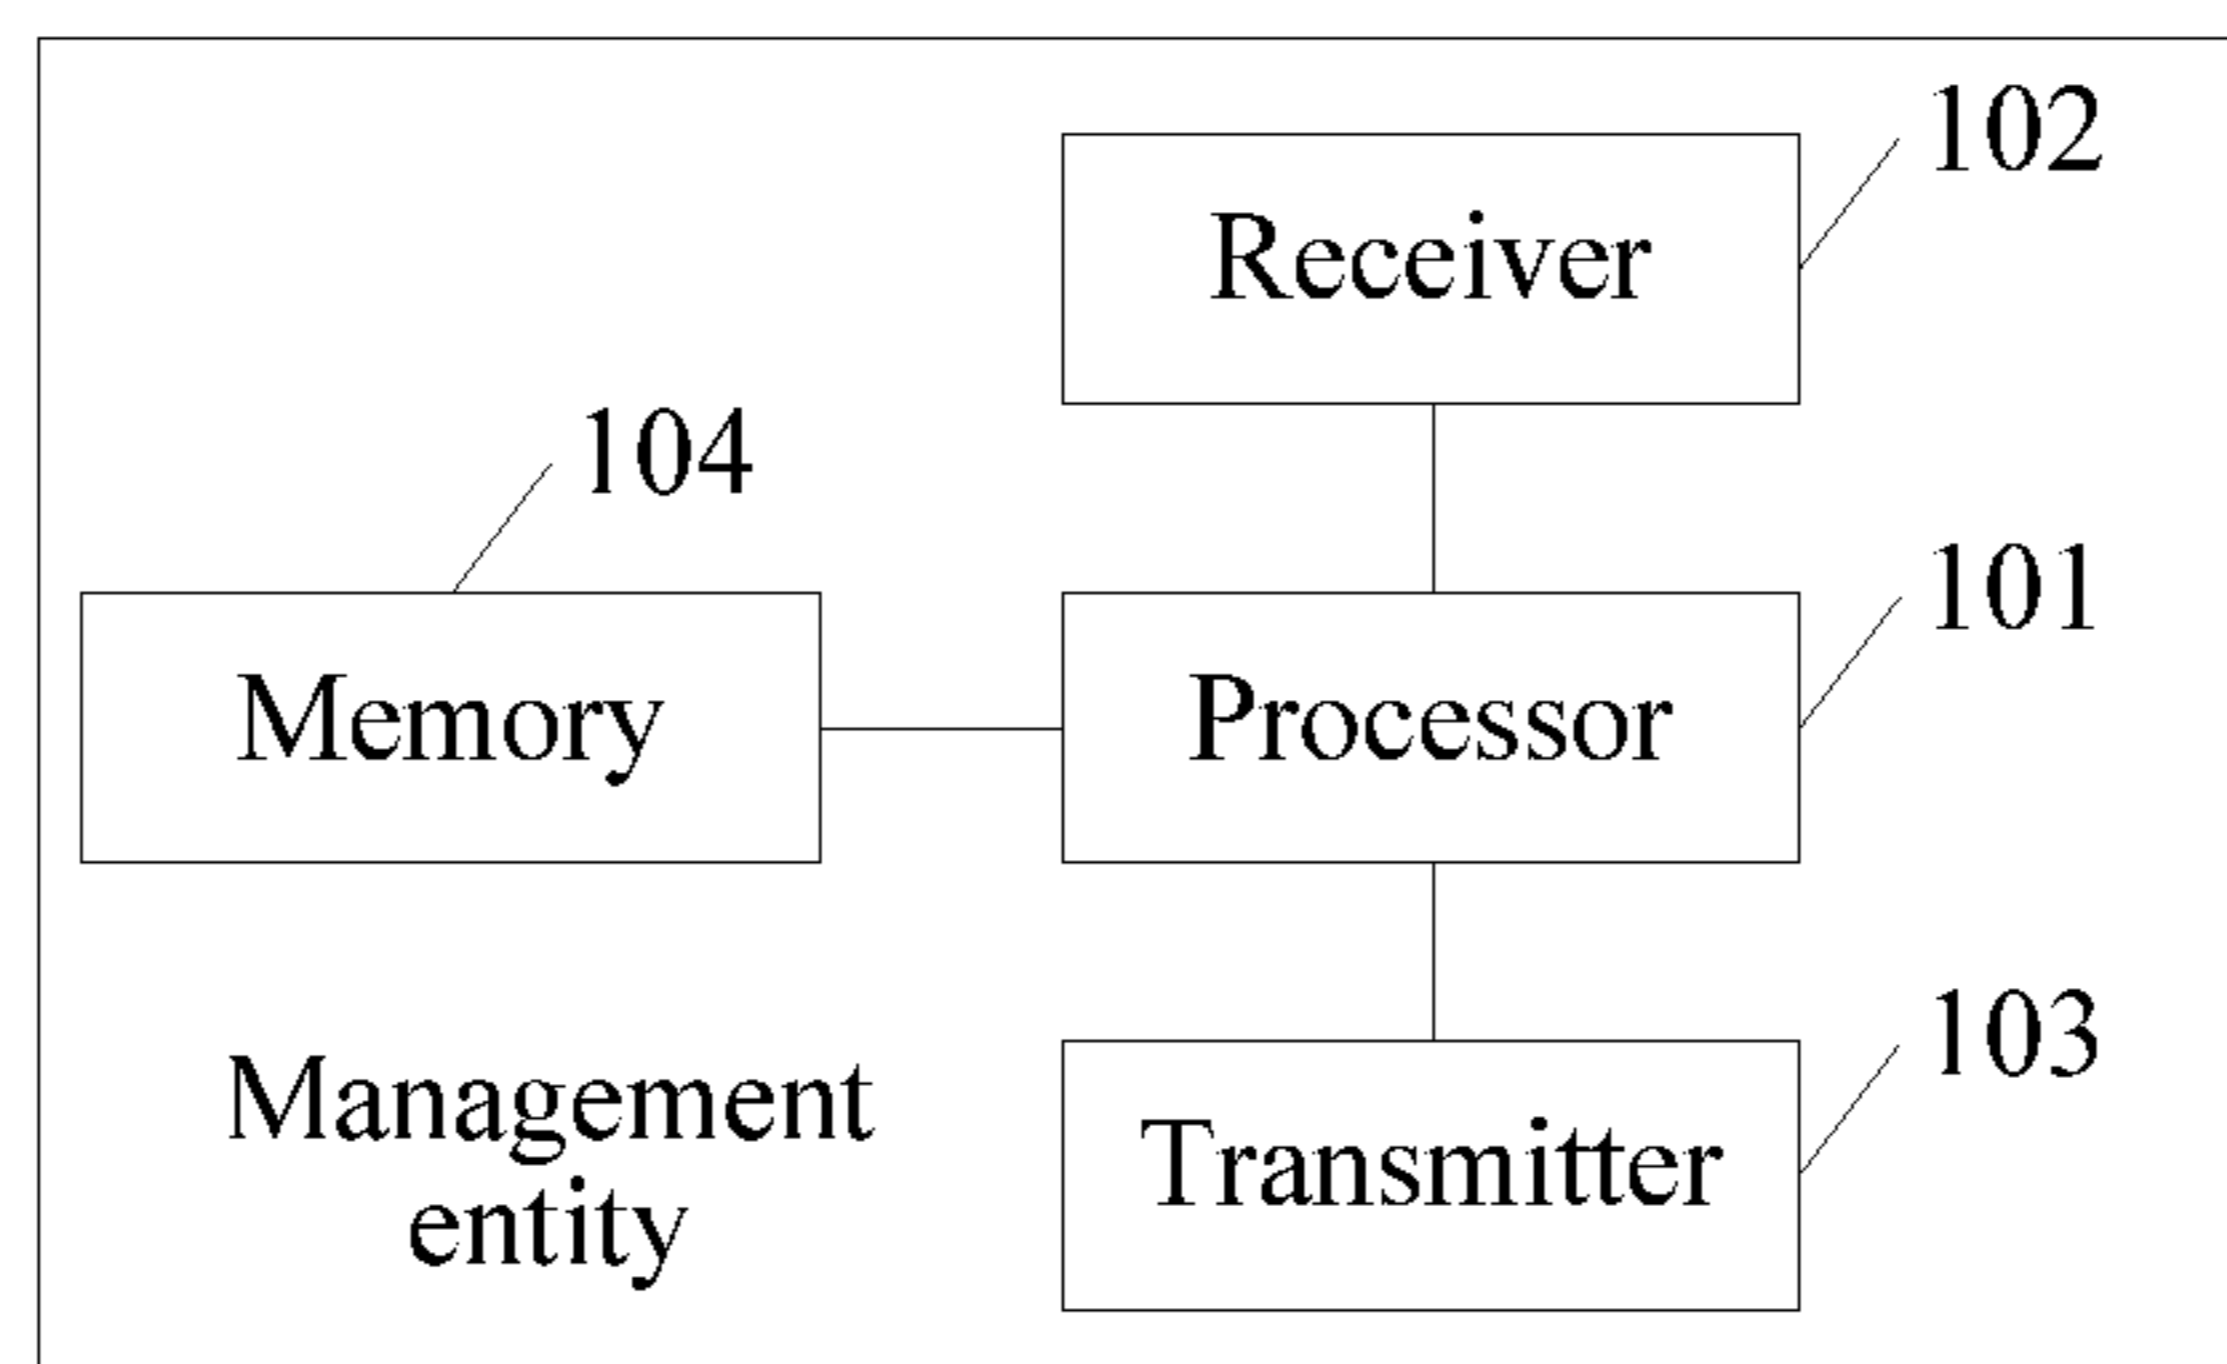 102
Receiver
104
101
Memory
Processor
103
Management
entity
Transmitter